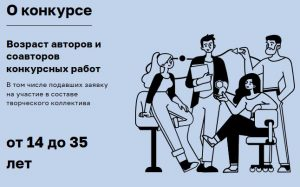 О конкурсе
Возраст авторов и
соавторов
конкурсных работ
В том числе подавших заявку
на участие в составе
творческого коллектива
от 14 до 35
лет